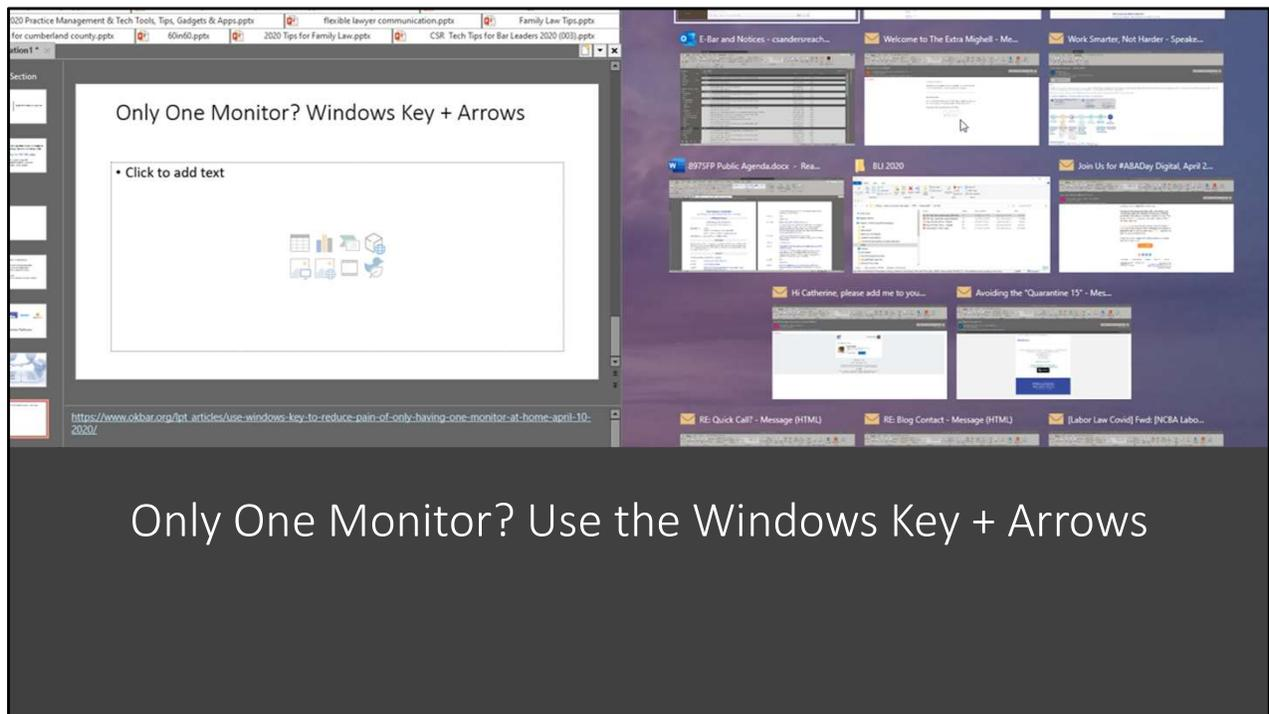 020 Practice Management & Tech Tools, Tips, Gadgets & Apps.pptx flexible lawyer communication.pptx Family Law Tips.pptx
for cumberland county.pptx 60in60.pptx 2020 Tips for Family Law.pptx CSR Tech Tips for Bar Leaders 2020 (003).pptx
ation1 *
Section
Only One Monitor? Windows Key + Arrows
• Click to add text
https://www.okbar.org/lpt_articles/use-windows-key-to-reduce-pain-of-only-having-one-monitor-at-home-april-10-
2020/
E-Bar and Notices - csandersreach...
Welcome to The Extra Mighell - Me...
Work Smarter, Not Harder - Speake...
8975FP Public Agenda.docx - Rea...
BLI 2020
Join Us for #ABADay Digital, April 2...
Hi Catherine, please add me to you...
Avoiding the "Quarantine 15" - Mes...
RE: Quick Call? - Message (HTML)
RE: Blog Contact - Message (HTML)
[Labor Law Covid] Fwd: [NCBA Labo...
Only One Monitor? Use the Windows Key + Arrows